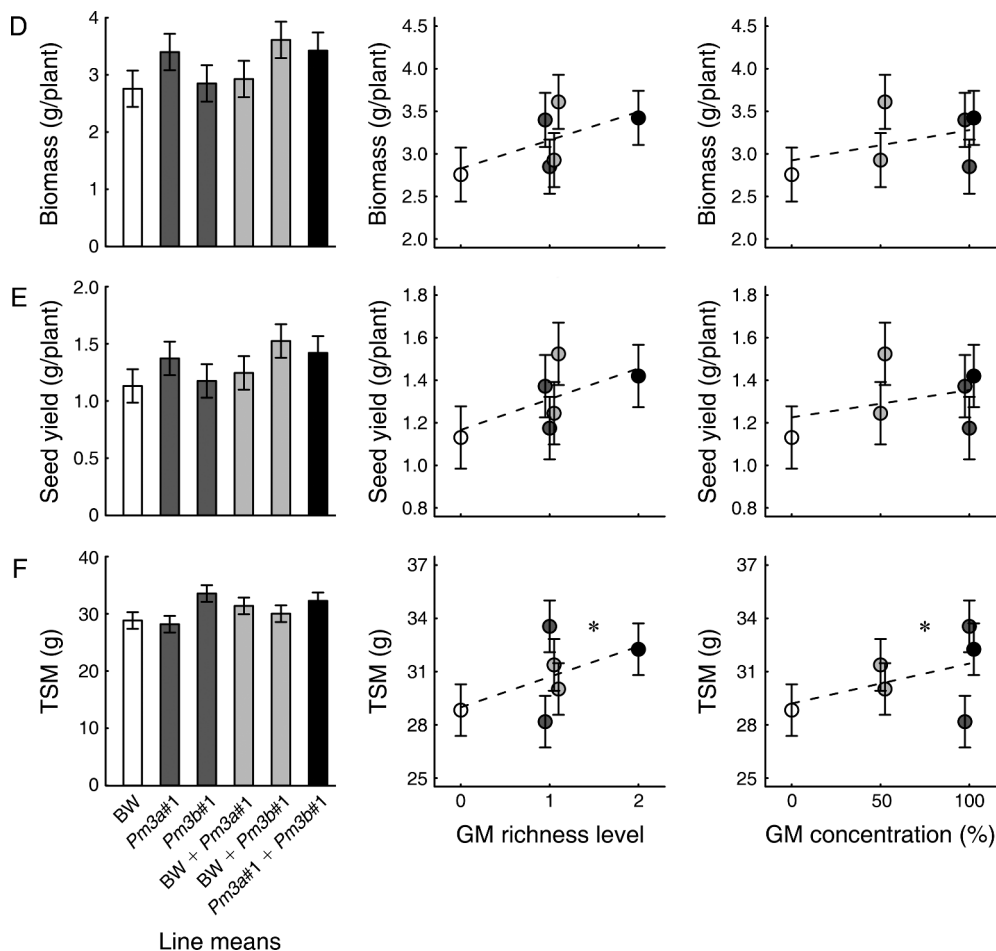 D
Biomass (g/plant)
4
3
2
1
0
Biomass (g/plant)
4.5
4.0
3.5
3.0
2.5
2.0
Biomass (g/plant)
4.5
4.0
3.5
3.0
2.5
2.0
E
Seed yield (g/plant)
2.0
1.5
1.0
0.5
0
Seed yield (g/plant)
1.8
1.6
1.4
1.2
1.0
0.8
Seed yield (g/plant)
1.8
1.6
1.4
1.2
1.0
0.8
F
TSM (g)
40
30
20
10
0
BW
Pm3a#1
Pm3b#1
BW + Pm3a#1
BW + Pm3b#1
Pm3a#1 + Pm3b#1
Line means
TSM (g)
37
34
31
28
25
*
0 1 2
GM richness level
TSM (g)
37
34
31
28
25
*
0 50 100
GM concentration (%)